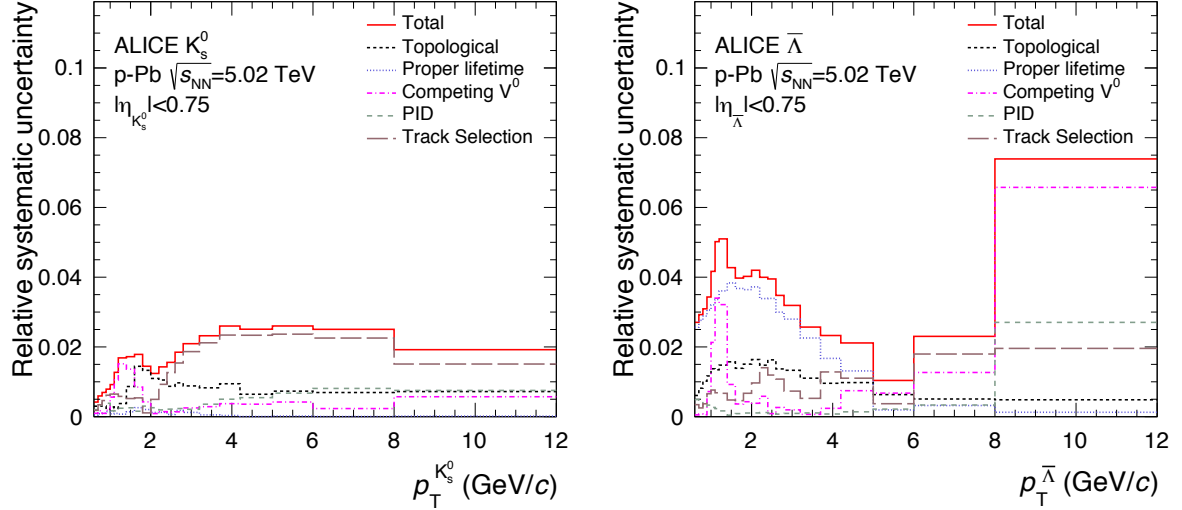 Relative systematic uncertainty
0.1
0.08
0.06
0.04
0.02
0
ALICE K⁰ₛ
p-Pb √sNN=5.02 TeV
|ηK⁰ₛ|<0.75
Total
Topological
Proper lifetime
Competing V⁰
PID
Track Selection
2 4 6 8 10 12
pT K⁰ₛ (GeV/c)
Relative systematic uncertainty
0.1
0.08
0.06
0.04
0.02
0
ALICE Λ̅
p-Pb √sNN=5.02 TeV
|ηΛ̅|<0.75
Total
Topological
Proper lifetime
Competing V⁰
PID
Track Selection
2 4 6 8 10 12
pT Λ̅ (GeV/c)